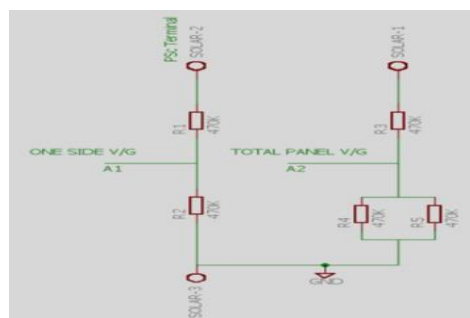 PSc Terminal
SOLAR-2
SOLAR-1
R1
470K
R3
470K
ONE SIDE V/G
A1
TOTAL PANEL V/G
A2
R2
470K
R4
470K
R5
470K
SOLAR-3
GND